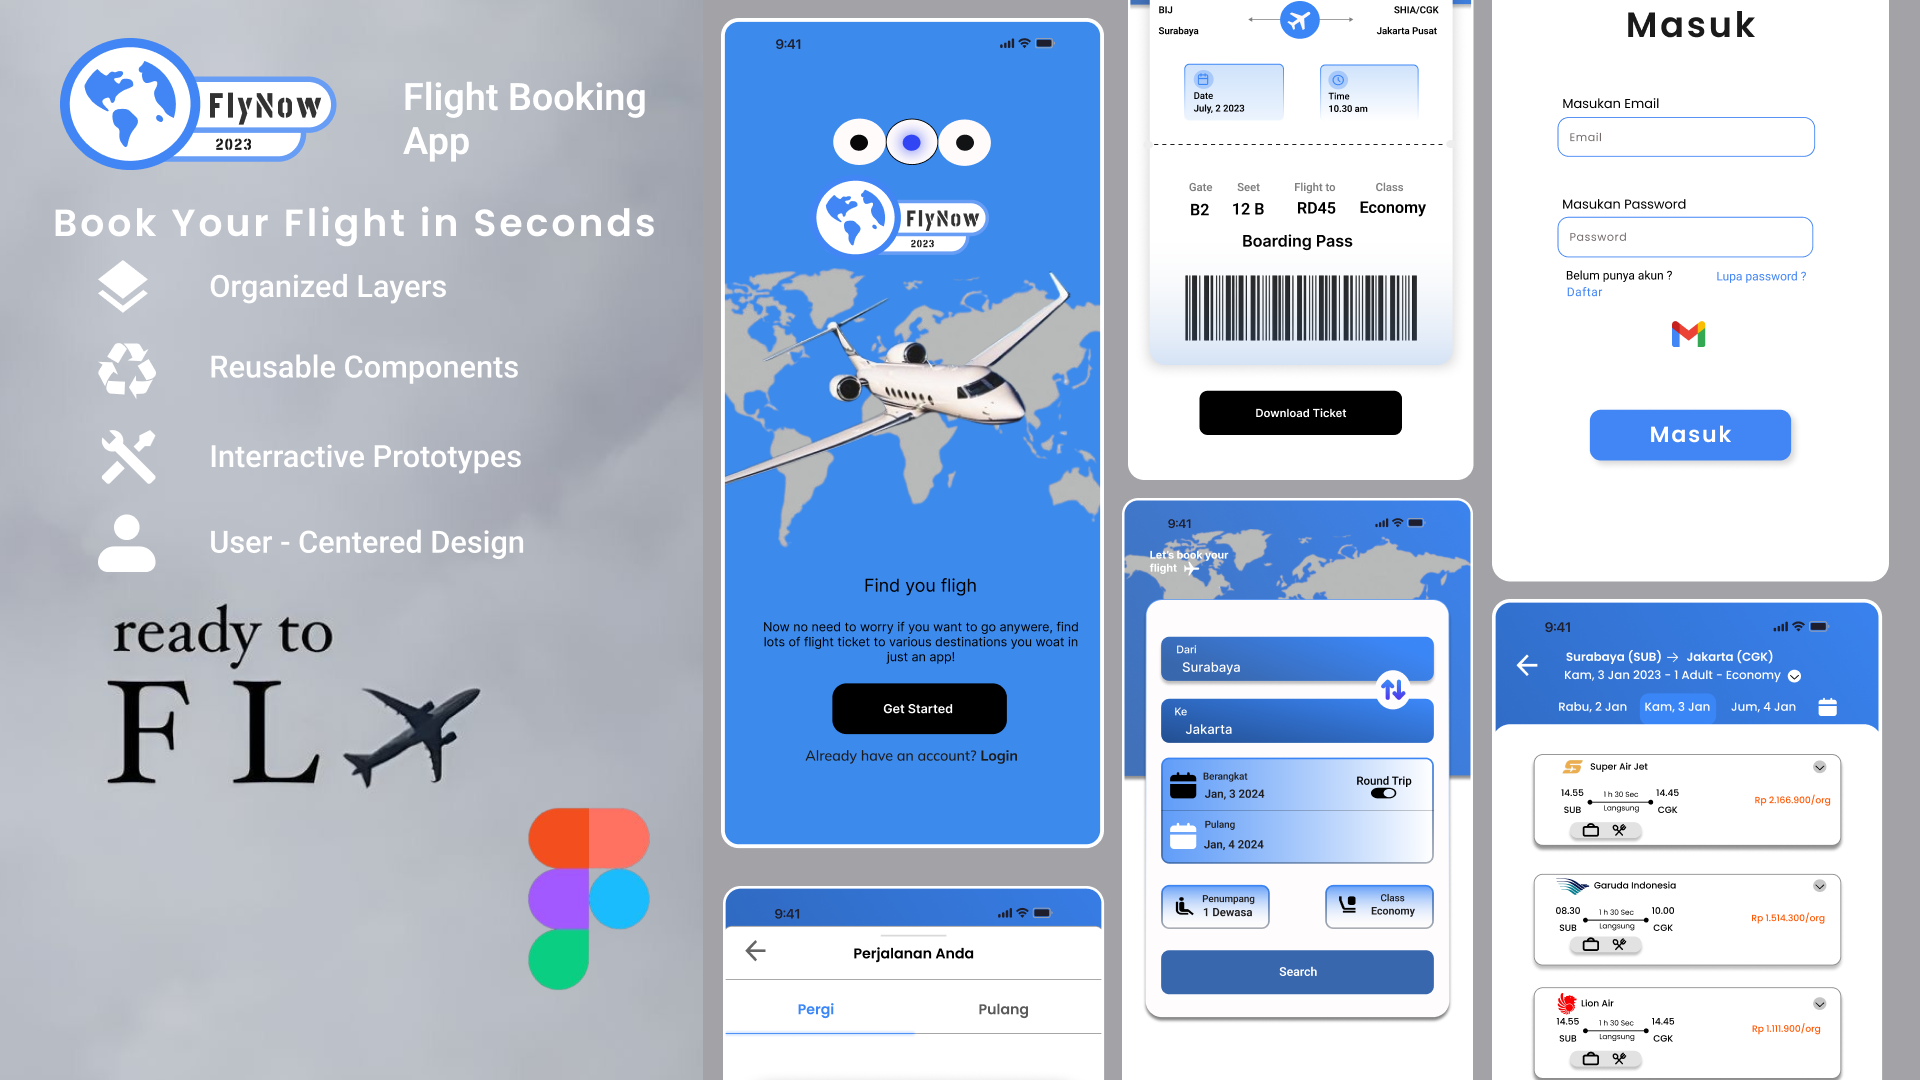 FlyNow
2023
Flight Booking
App
Book Your Flight in Seconds
Organized Layers
Reusable Components
Interractive Prototypes
User - Centered Design
ready to
FL
9:41
FlyNow
2023
Find you fligh
Now no need to worry if you want to go anywere, find
lots of flight ticket to various destinations you woat in
just an app!
Get Started
Already have an account? Login
9:41
Perjalanan Anda
Pergi
Pulang
BIJ
SHIA/CGK
Surabaya
Jakarta Pusat
Date
July, 2 2023
Time
10.30 am
Gate
Seet
Flight to
Class
B2
12 B
RD45
Economy
Boarding Pass
Download Ticket
9:41
Let's book your
flight
Dari
Surabaya
Ke
Jakarta
Berangkat
Jan, 3 2024
Round Trip
Pulang
Jan, 4 2024
Penumpang
1 Dewasa
Class
Economy
Search
Masuk
Masukan Email
Email
Masukan Password
Password
Belum punya akun ?
Daftar
Lupa password ?
Masuk
9:41
Surabaya (SUB) → Jakarta (CGK)
Kam, 3 Jan 2023 - 1 Adult - Economy
Rabu, 2 Jan
Kam, 3 Jan
Jum, 4 Jan
Super Air Jet
14.55
1 h 30 Sec
14.45
SUB
Langsung
CGK
Rp 2.166.900/org
Garuda Indonesia
08.30
1 h 30 Sec
10.00
SUB
Langsung
CGK
Rp 1.514.300/org
Lion Air
14.55
1 h 30 Sec
14.45
SUB
Langsung
CGK
Rp 1.111.900/org